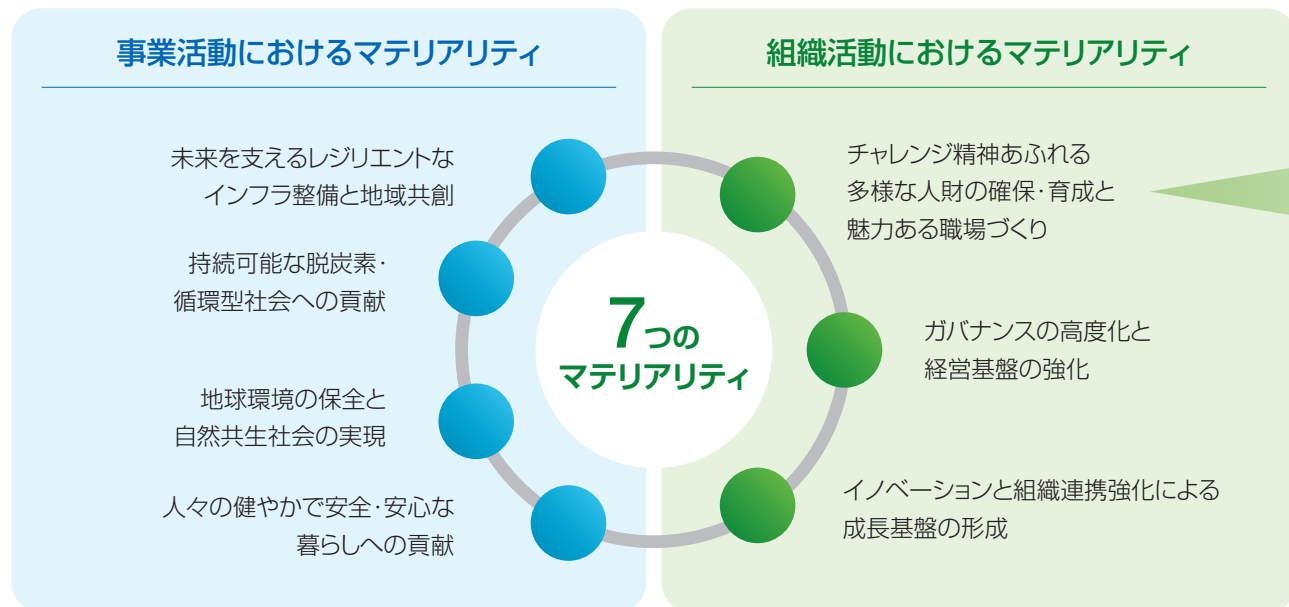 事業活動におけるマテリアリティ
未来を支えるレジリエントな
インフラ整備と地域共創
持続可能な脱炭素・
循環型社会への貢献
地球環境の保全と
自然共生社会の実現
人々の健やかで安全・安心な
暮らしへの貢献
7つの
マテリアリティ
組織活動におけるマテリアリティ
チャレンジ精神あふれる
多様な人財の確保・育成と
魅力ある職場づくり
ガバナンスの高度化と
経営基盤の強化
イノベーションと組織連携強化による
成長基盤の形成